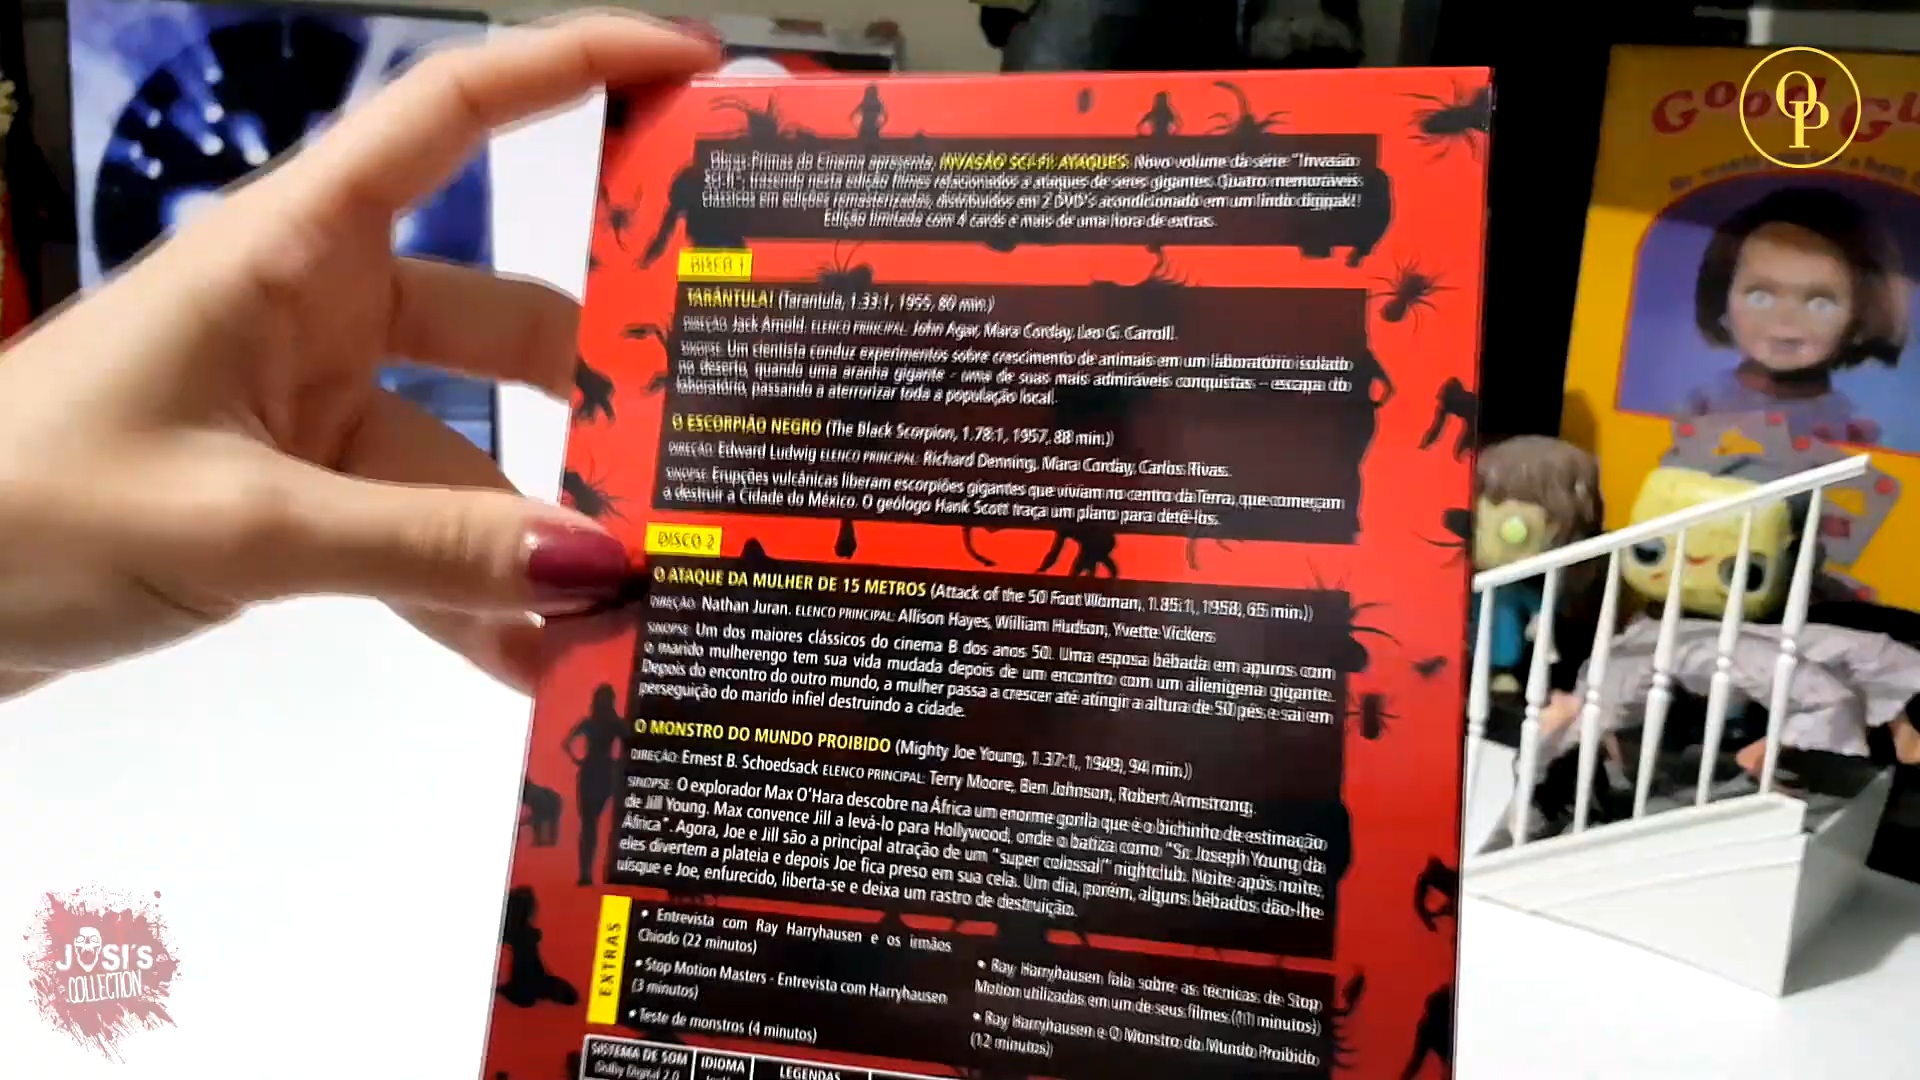 Good Gu
OP
Obras-Primas do Cinema apresenta, INVASÃO SCI-FI: ATAQUES. Novo volume da série "Invasão
Sci-fi", trazendo nesta edição filmes relacionados a ataques de seres gigantes. Quatro memoráveis
clássicos em edições remasterizadas, distribuídos em 2 DVD's acondicionado em um lindo digipak!!
Edição limitada com 4 cards e mais de uma hora de extras.
DISCO 1
TARÂNTULA! (Tarantula, 1.33:1, 1955, 80 min.)
DIREÇÃO: Jack Arnold. ELENCO PRINCIPAL: John Agar, Mara Corday, Leo G. Carroll.
SINOPSE: Um cientista conduz experimentos sobre crescimento de animais em um laboratório isolado
no deserto, quando uma aranha gigante - uma de suas mais admiráveis conquistas – escapa do
laboratório, passando a aterrorizar toda a população local.
O ESCORPIÃO NEGRO (The Black Scorpion, 1.78:1, 1957, 88 min.))
DIREÇÃO: Edward Ludwig ELENCO PRINCIPAL: Richard Denning, Mara Corday, Carlos Rivas.
SINOPSE: Erupções vulcânicas liberam escorpiões gigantes que viviam no centro da Terra, que começam
a destruir a Cidade do México. O geólogo Hank Scott traça um plano para detê-los.
DISCO 2
O ATAQUE DA MULHER DE 15 METROS (Attack of the 50 Foot Woman, 1.85:1, 1958, 65 min.))
DIREÇÃO: Nathan Juran. ELENCO PRINCIPAL: Allison Hayes, William Hudson, Yvette Vickers
SINOPSE: Um dos maiores clássicos do cinema B dos anos 50. Uma esposa bêbada em apuros com
o marido mulherengo tem sua vida mudada depois de um encontro com um alienígena gigante.
Depois do encontro do outro mundo, a mulher passa a crescer até atingir a altura de 50 pés e sai em
perseguição do marido infiel destruindo a cidade.
O MONSTRO DO MUNDO PROIBIDO (Mighty Joe Young, 1.37:1, 1949, 94 min.))
DIREÇÃO: Ernest B. Schoedsack ELENCO PRINCIPAL: Terry Moore, Ben Johnson, Robert Armstrong.
SINOPSE: O explorador Max O'Hara descobre na África um enorme gorila que é o bichinho de estimação
de Jill Young. Max convence Jill a levá-lo para Hollywood, onde o batiza como "Sr. Joseph Young da
África". Agora, Joe e Jill são a principal atração de um "super colossal" nightclub. Noite após noite,
eles divertem a plateia e depois Joe fica preso em sua cela. Um dia, porém, alguns bêbados dão-lhe
uísque e Joe, enfurecido, liberta-se e deixa um rastro de destruição.
EXTRAS
• Entrevista com Ray Harryhausen e os irmãos
Chiodo (22 minutos)
• Stop Motion Masters - Entrevista com Harryhausen
(3 minutos)
• Teste de monstros (4 minutos)
• Ray Harryhausen fala sobre as técnicas de Stop
Motion utilizadas em um de seus filmes (11 minutos)
• Ray Harryhausen e O Monstro do Mundo Proibido
(12 minutos)
SISTEMA DE SOM
Dolby Digital 2.0
IDIOMA
LEGENDAS
JOSI'S
COLLECTION